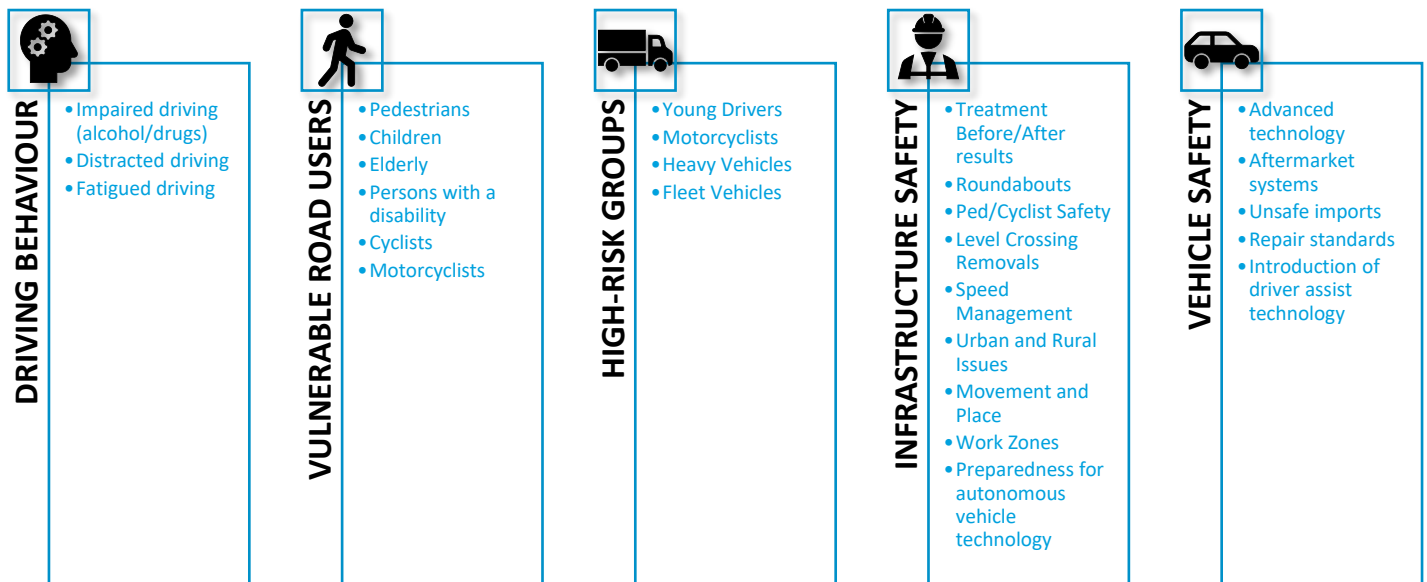 DRIVING BEHAVIOUR
•Impaired driving
(alcohol/drugs)
•Distracted driving
•Fatigued driving
VULNERABLE ROAD USERS
•Pedestrians
•Children
•Elderly
•Persons with a
disability
•Cyclists
•Motorcyclists
HIGH-RISK GROUPS
•Young Drivers
•Motorcyclists
•Heavy Vehicles
•Fleet Vehicles
INFRASTRUCTURE SAFETY
•Treatment
Before/After
results
•Roundabouts
•Ped/Cyclist Safety
•Level Crossing
Removals
•Speed
Management
•Urban and Rural
Issues
•Movement and
Place
•Work Zones
•Preparedness for
autonomous
vehicle
technology
VEHICLE SAFETY
•Advanced
technology
•Aftermarket
systems
•Unsafe imports
•Repair standards
•Introduction of
driver assist
technology